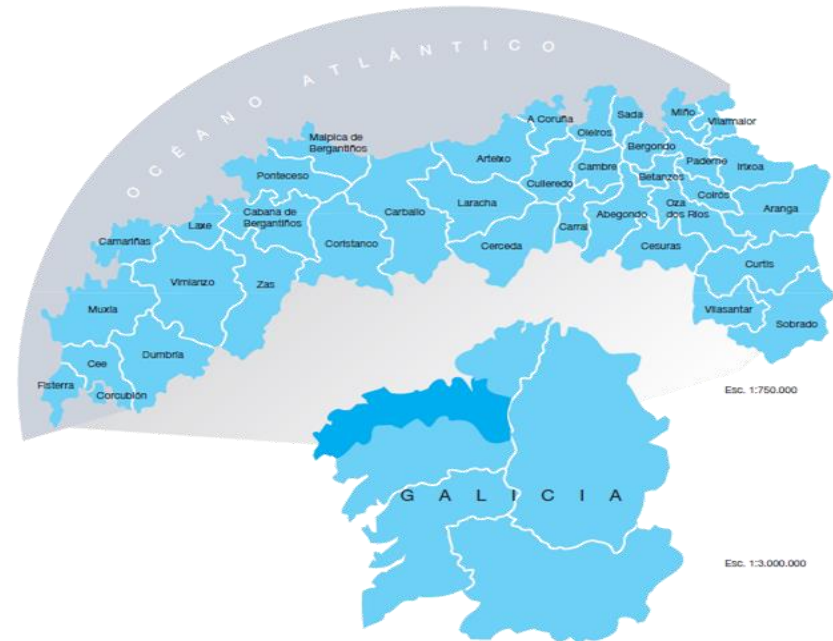 OCÉANO ATLÁNTICO
Malpica de
Bergantiños
A Coruña
Sada
Miño
Vilarmaior
Oleiros
Bergondo
Arteixo
Ponteceso
Culleredo
Cambre
Betanzos
Paderne
Irixoa
Coirós
Laxe
Cabana de
Bergantiños
Carballo
Laracha
Carral
Abegondo
Oza
dos Ríos
Aranga
Camariñas
Coristanco
Cerceda
Cesuras
Curtis
Vimianzo
Zas
Muxía
Vilasantar
Sobrado
Dumbría
Cee
Fisterra
Corcubión
Esc. 1:750.000
GALICIA
Esc. 1:3.000.000